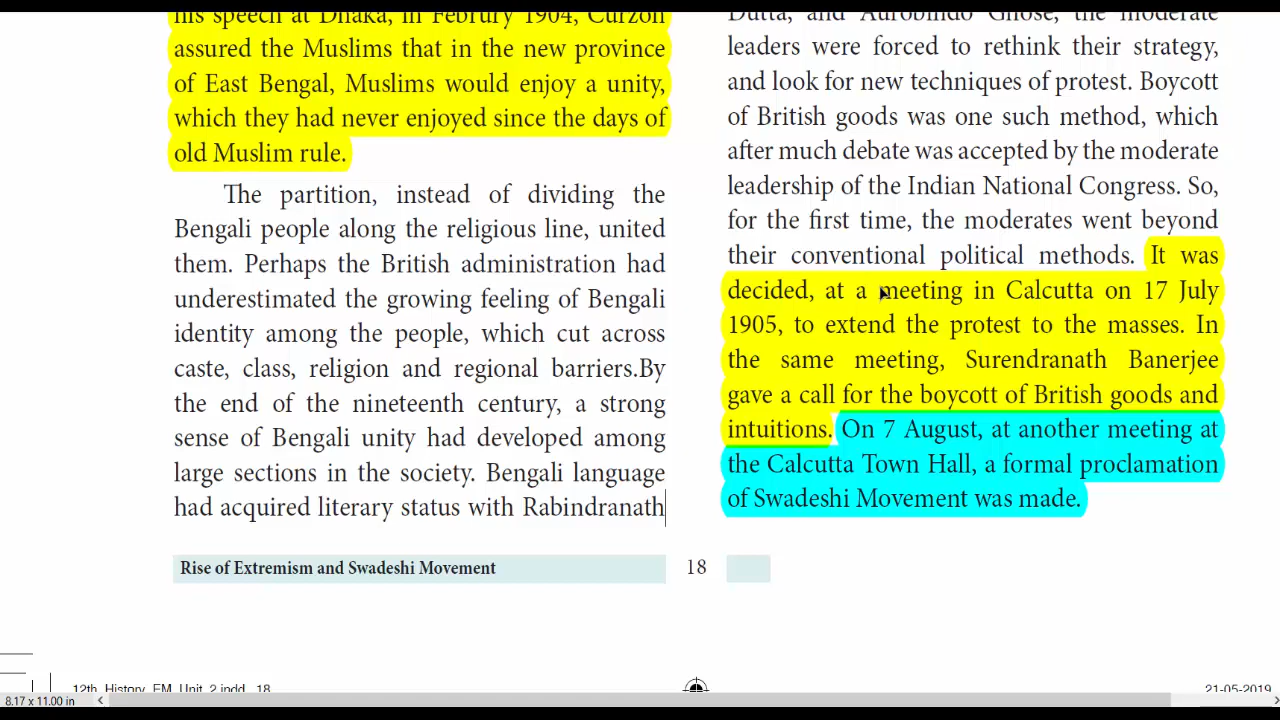 his speech at Dhaka, in Februry 1904, Curzon
assured the Muslims that in the new province
of East Bengal, Muslims would enjoy a unity,
which they had never enjoyed since the days of
old Muslim rule.
The partition, instead of dividing the
Bengali people along the religious line, united
them. Perhaps the British administration had
underestimated the growing feeling of Bengali
identity among the people, which cut across
caste, class, religion and regional barriers.By
the end of the nineteenth century, a strong
sense of Bengali unity had developed among
large sections in the society. Bengali language
had acquired literary status with Rabindranath
Dutta, and Aurobindo Ghose, the moderate
leaders were forced to rethink their strategy,
and look for new techniques of protest. Boycott
of British goods was one such method, which
after much debate was accepted by the moderate
leadership of the Indian National Congress. So,
for the first time, the moderates went beyond
their conventional political methods. It was
decided, at a meeting in Calcutta on 17 July
1905, to extend the protest to the masses. In
the same meeting, Surendranath Banerjee
gave a call for the boycott of British goods and
intuitions. On 7 August, at another meeting at
the Calcutta Town Hall, a formal proclamation
of Swadeshi Movement was made.
Rise of Extremism and Swadeshi Movement 18
12th_History_EM_Unit_2.indd 18 21-05-2019
8.17 x 11.00 in